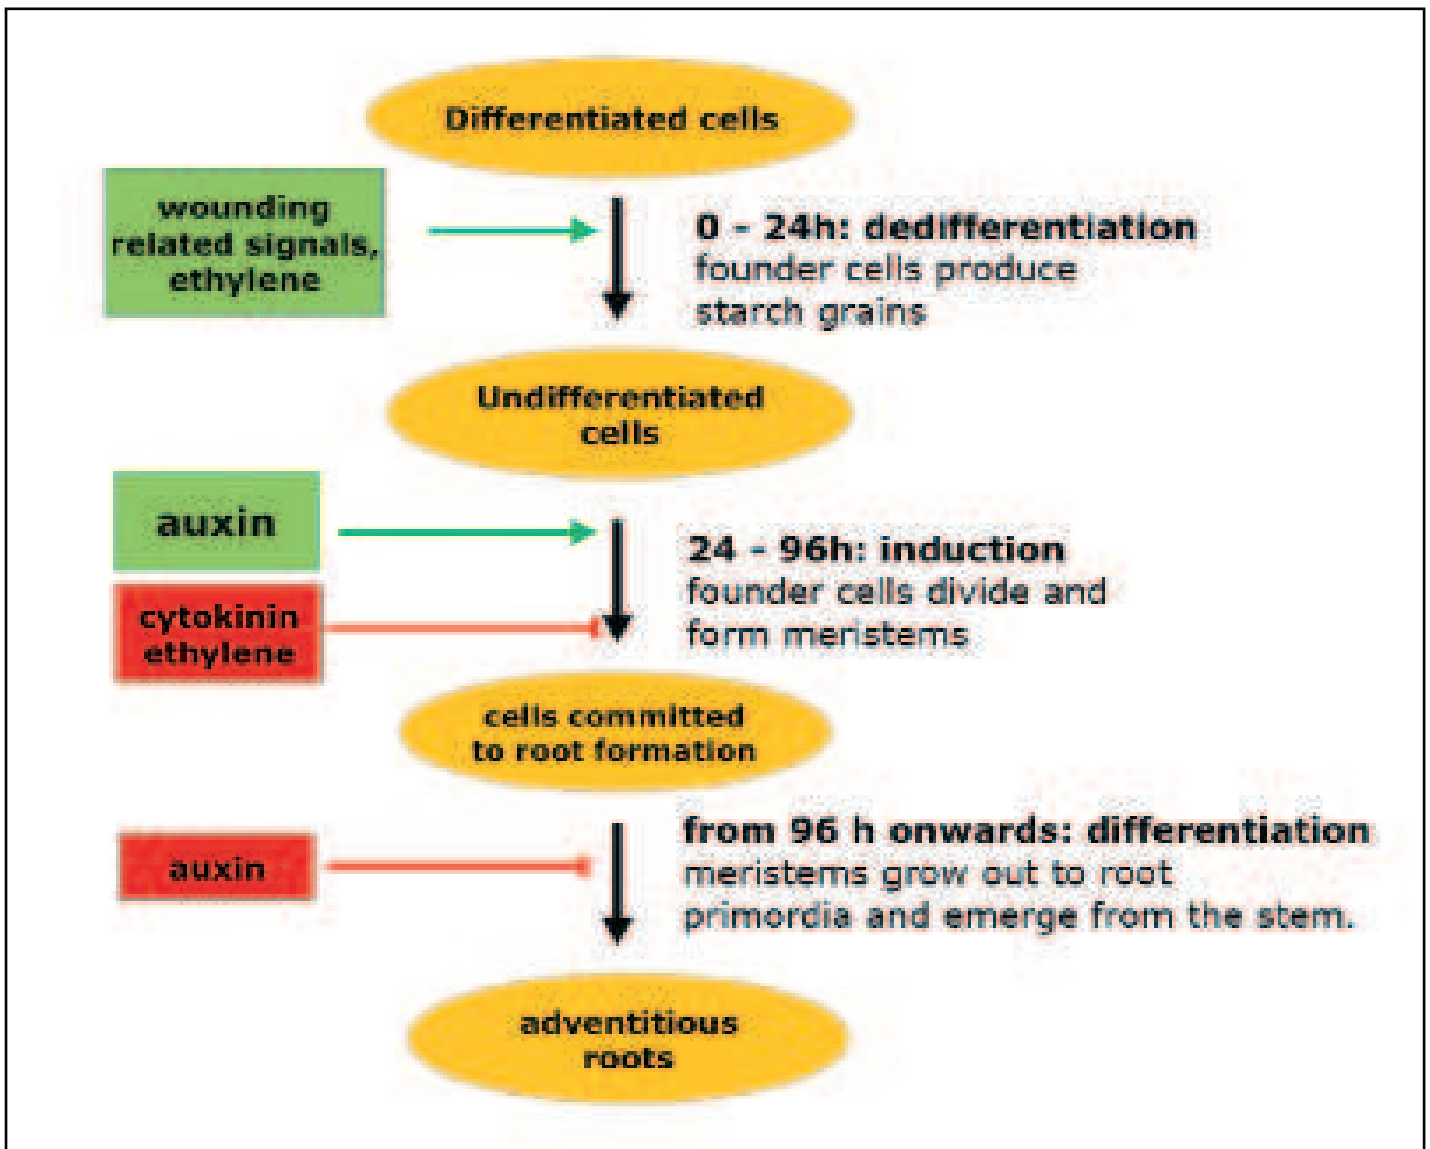 Differentiated cells
wounding
related signals,
ethylene
0 - 24h: dedifferentiation
founder cells produce
starch grains
Undifferentiated
cells
auxin
cytokinin
ethylene
24 - 96h: induction
founder cells divide and
form meristems
cells committed
to root formation
auxin
from 96 h onwards: differentiation
meristems grow out to root
primordia and emerge from the stem.
adventitious
roots